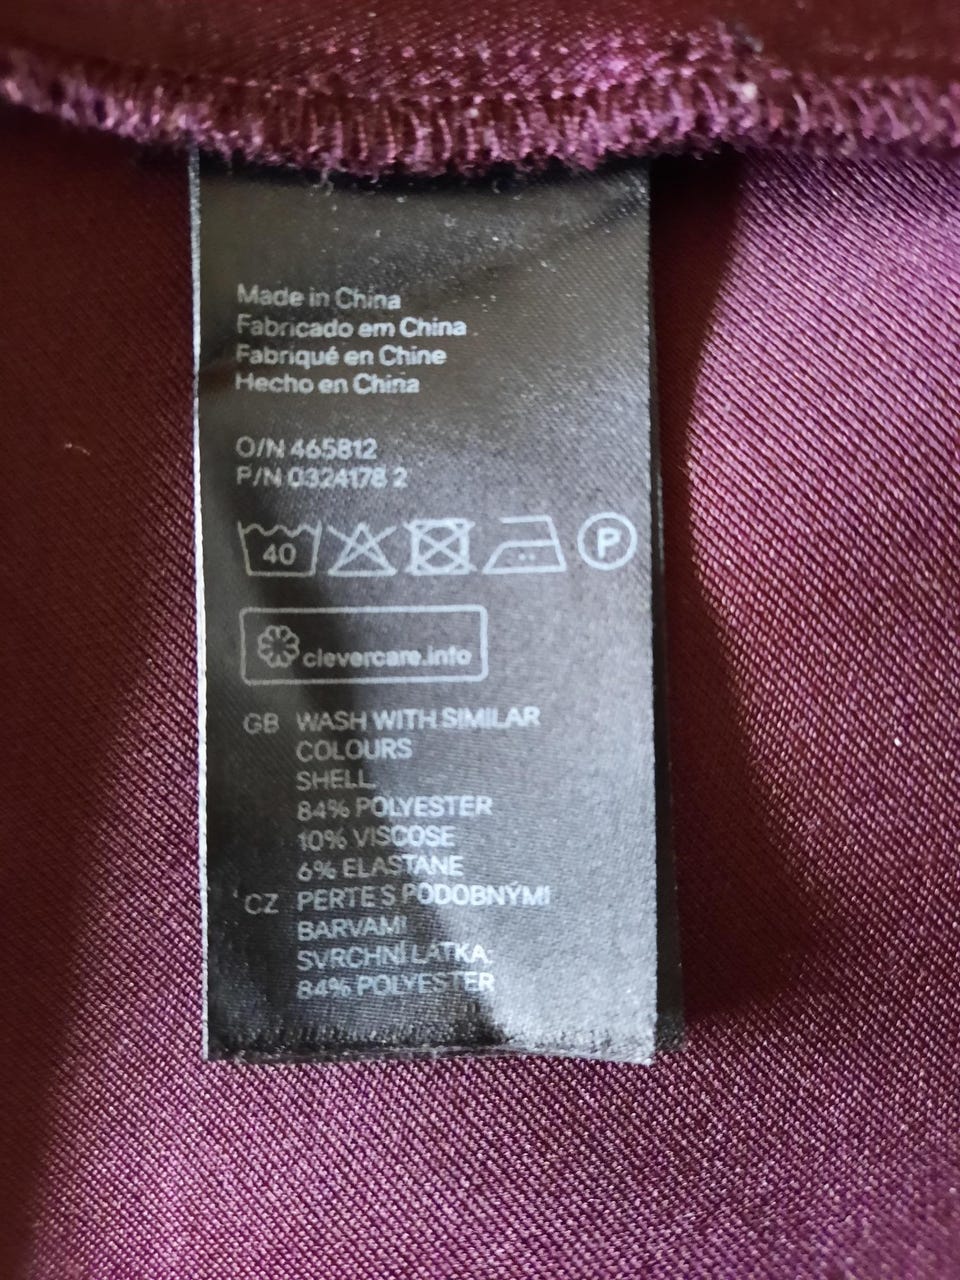 Made in China
Fabricado em China
Fabriqué en Chine
Hecho en China
O/N 465812
P/N 0324178 2
40 P
clevercare.info
GB WASH WITH SIMILAR
COLOURS
SHELL:
84% POLYESTER
10% VISCOSE
6% ELASTANE
CZ PERTE S PODOBNÝMI
BARVAMI
SVRCHNÍ LÁTKA:
84% POLYESTER